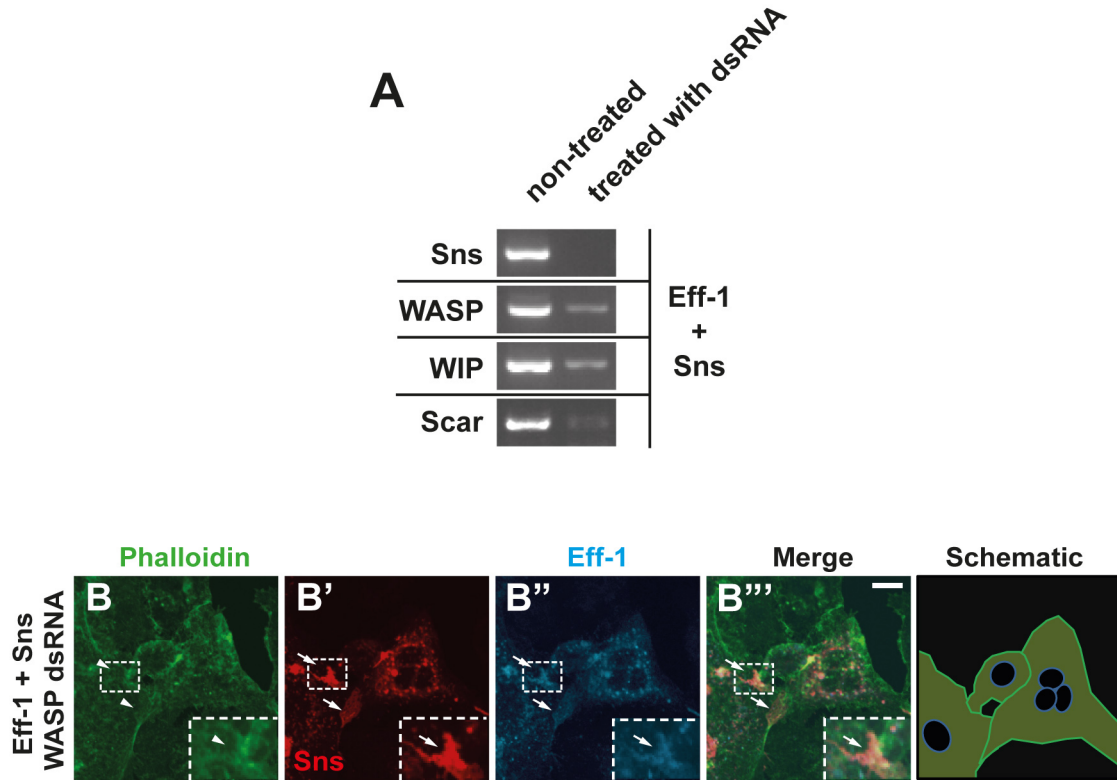 A
non-treated
treated with dsRNA
Sns
WASP
WIP
Scar
Eff-1
+
Sns
Phalloidin
Eff-1
Merge
Schematic
Eff-1 + Sns
WASP dsRNA
B
B'
Sns
B''
B'''